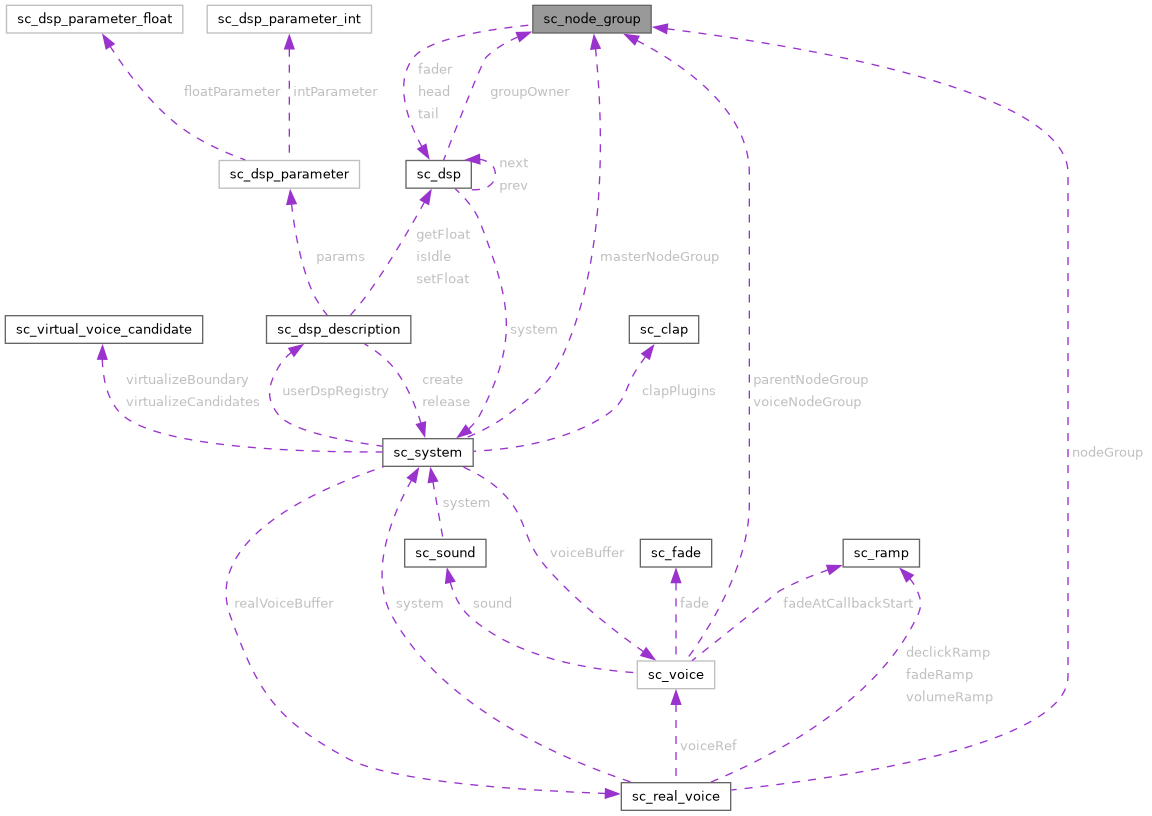 sc_dsp_parameter_float
sc_dsp_parameter_int
sc_node_group
fader
head
tail
floatParameter
intParameter
groupOwner
sc_dsp_parameter
sc_dsp
next
prev
getFloat
isIdle
setFloat
params
masterNodeGroup
sc_virtual_voice_candidate
sc_dsp_description
system
sc_clap
virtualizeBoundary
virtualizeCandidates
userDspRegistry
create
release
clapPlugins
parentNodeGroup
voiceNodeGroup
sc_system
nodeGroup
system
sc_sound
voiceBuffer
sc_fade
sc_ramp
realVoiceBuffer
system
sound
fade
fadeAtCallbackStart
declickRamp
fadeRamp
volumeRamp
sc_voice
voiceRef
sc_real_voice